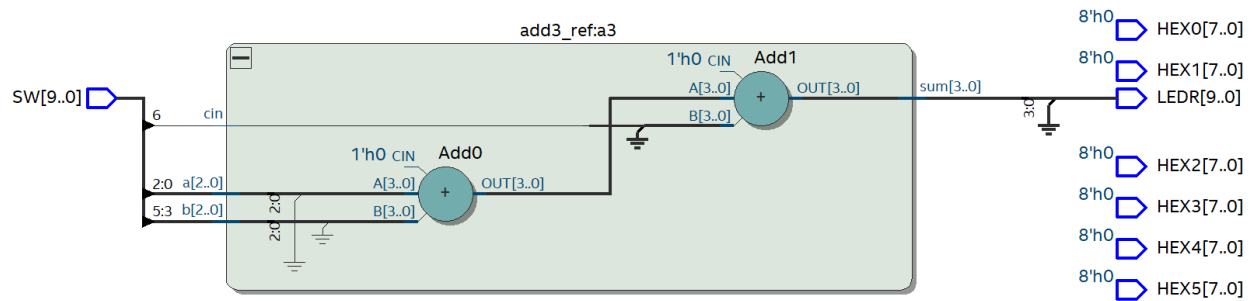 8'h0 HEX0[7..0]
add3_ref:a3
1'h0 CIN Add1
8'h0 HEX1[7..0]
SW[9..0]
A[3..0] + OUT[3..0] sum[3..0] 3:0 LEDR[9..0]
6 cin B[3..0]
1'h0 CIN Add0
8'h0 HEX2[7..0]
2:0 a[2..0] 2:0 A[3..0] + OUT[3..0]
5:3 b[2..0] 2:0 B[3..0]
8'h0 HEX3[7..0]
8'h0 HEX4[7..0]
8'h0 HEX5[7..0]